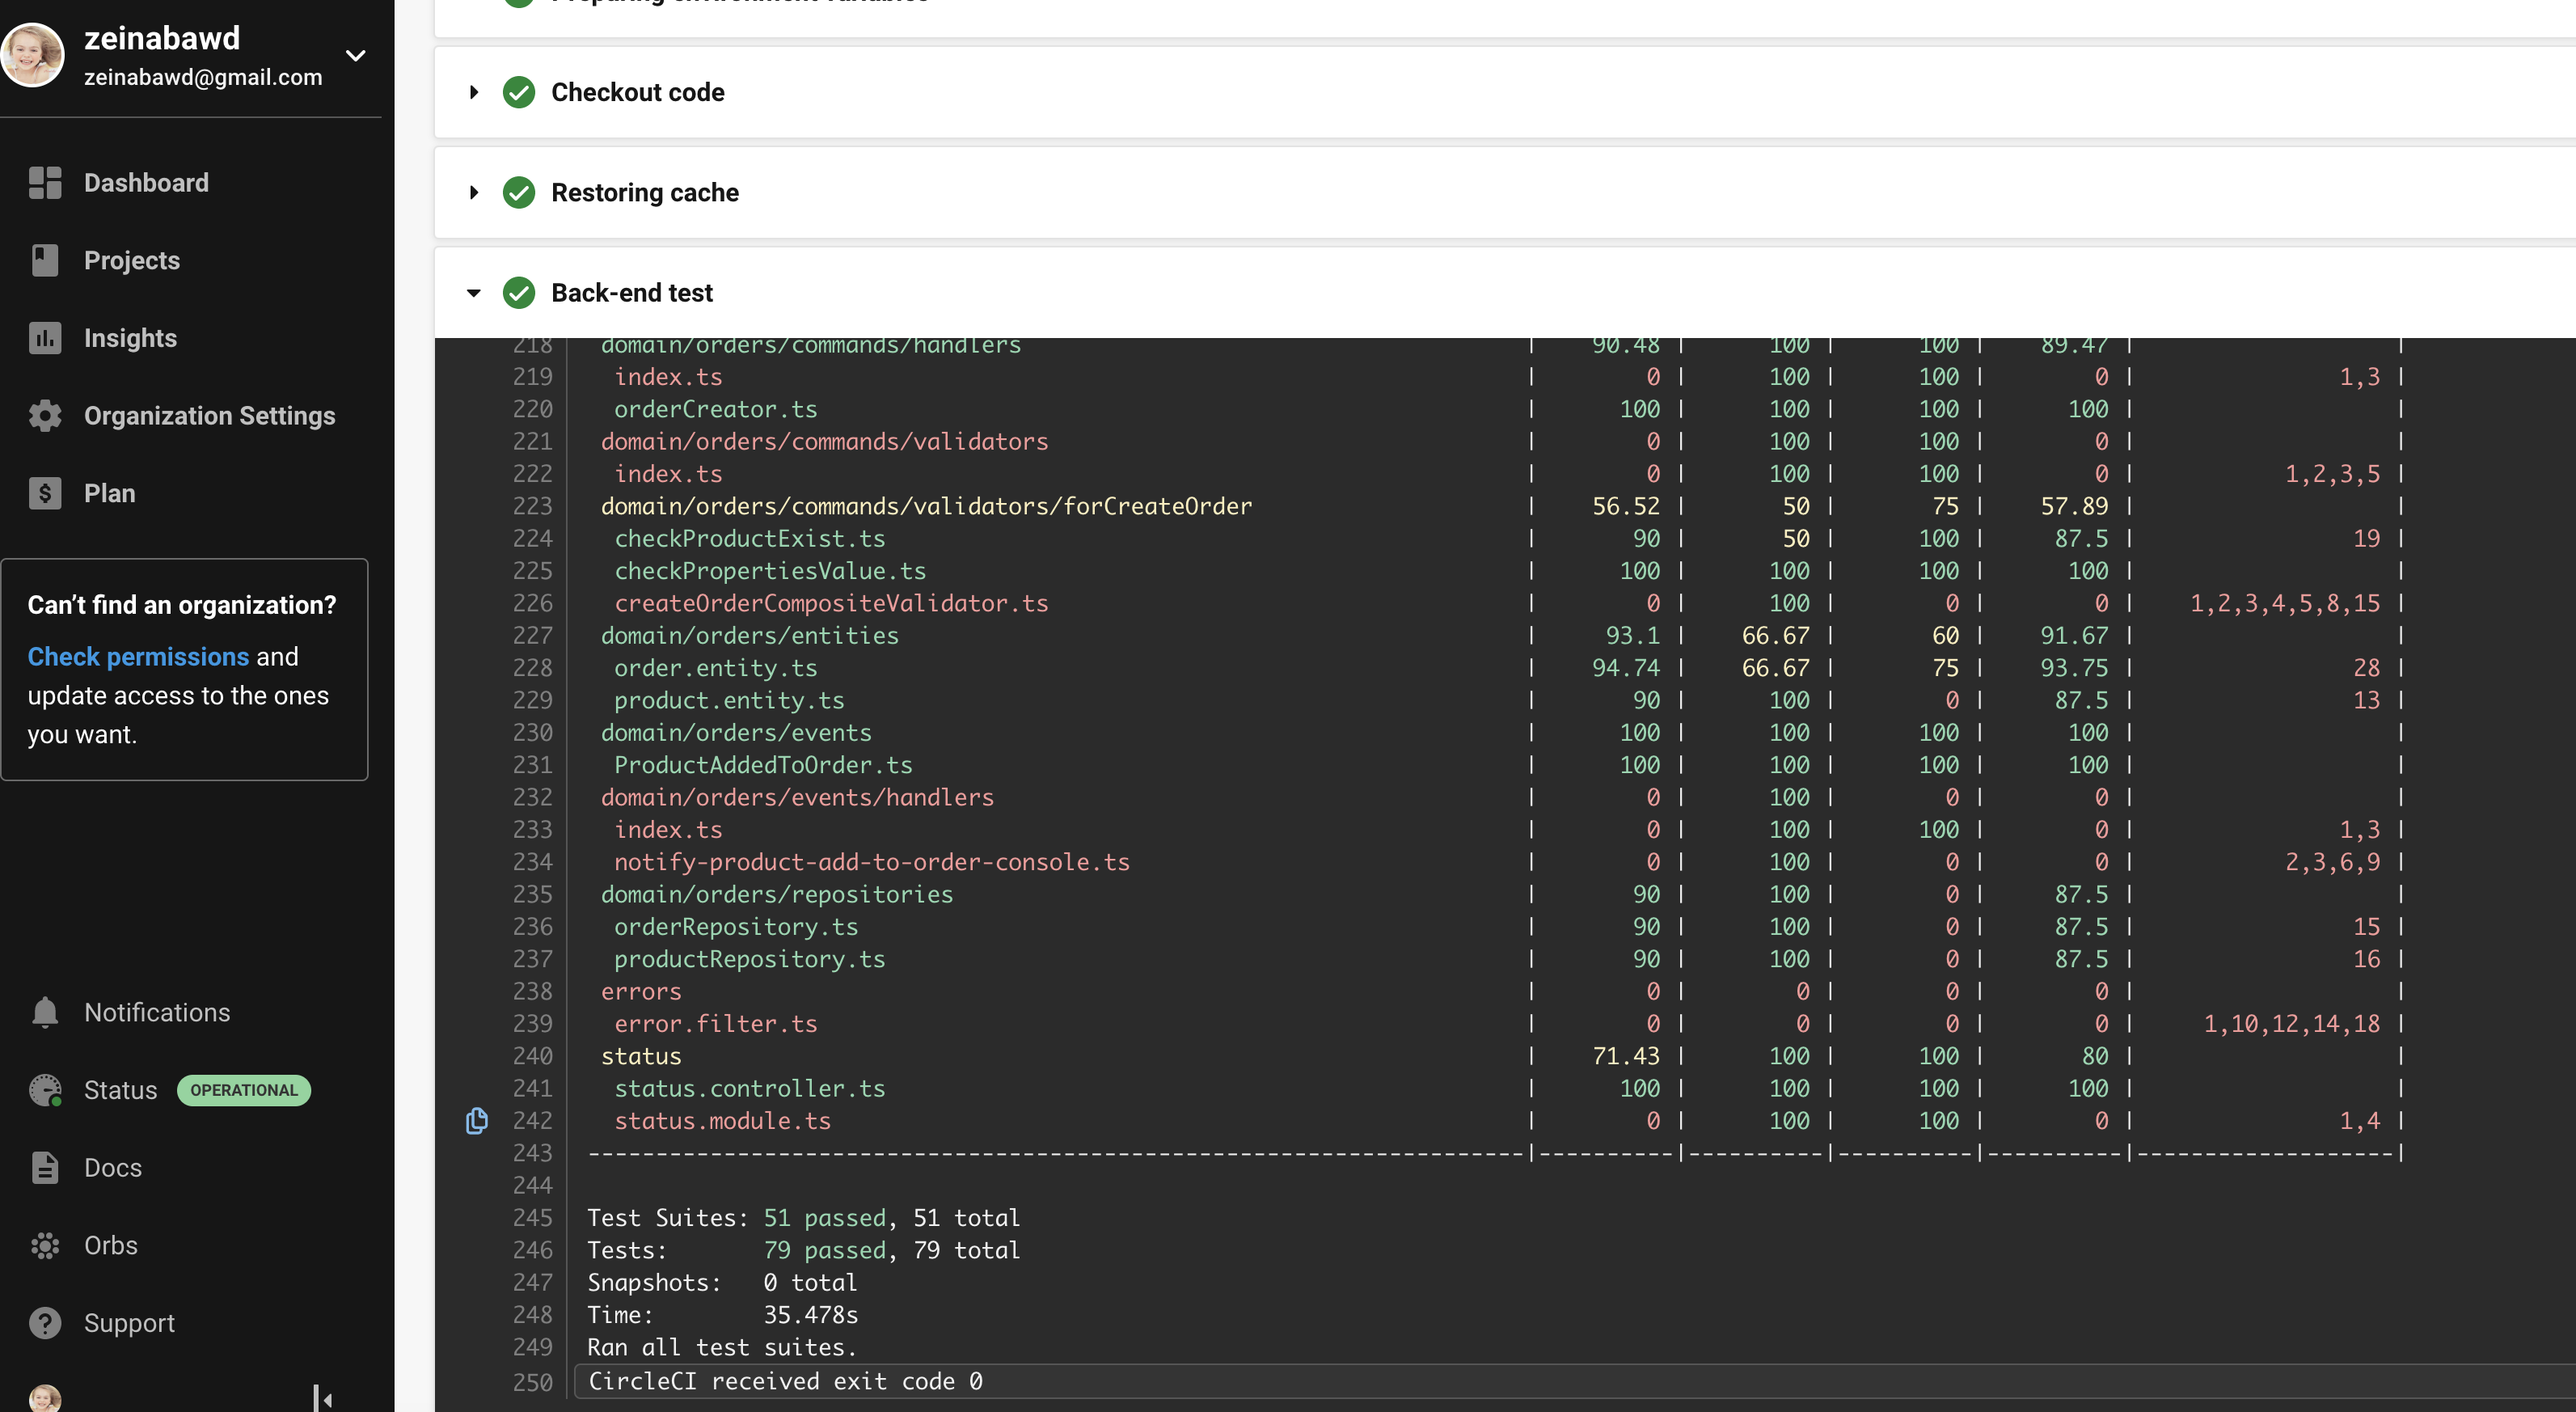 zeinabawd
zeinabawd@gmail.com
Dashboard
Projects
Insights
Organization Settings
Plan
Can't find an organization?
Check permissions and
update access to the ones
you want.
Notifications
Status OPERATIONAL
Docs
Orbs
Support
Preparing environment variables
Checkout code
Restoring cache
Back-end test
218 domain/orders/commands/handlers | 90.48 | 100 | 100 | 89.47 | |
219 index.ts | 0 | 100 | 100 | 0 | 1,3 |
220 orderCreator.ts | 100 | 100 | 100 | 100 | |
221 domain/orders/commands/validators | 0 | 100 | 100 | 0 | |
222 index.ts | 0 | 100 | 100 | 0 | 1,2,3,5 |
223 domain/orders/commands/validators/forCreateOrder | 56.52 | 50 | 75 | 57.89 | |
224 checkProductExist.ts | 90 | 50 | 100 | 87.5 | 19 |
225 checkPropertiesValue.ts | 100 | 100 | 100 | 100 | |
226 createOrderCompositeValidator.ts | 0 | 100 | 0 | 0 | 1,2,3,4,5,8,15 |
227 domain/orders/entities | 93.1 | 66.67 | 60 | 91.67 | |
228 order.entity.ts | 94.74 | 66.67 | 75 | 93.75 | 28 |
229 product.entity.ts | 90 | 100 | 0 | 87.5 | 13 |
230 domain/orders/events | 100 | 100 | 100 | 100 | |
231 ProductAddedToOrder.ts | 100 | 100 | 100 | 100 | |
232 domain/orders/events/handlers | 0 | 100 | 0 | 0 | |
233 index.ts | 0 | 100 | 100 | 0 | 1,3 |
234 notify-product-add-to-order-console.ts | 0 | 100 | 0 | 0 | 2,3,6,9 |
235 domain/orders/repositories | 90 | 100 | 0 | 87.5 | |
236 orderRepository.ts | 90 | 100 | 0 | 87.5 | 15 |
237 productRepository.ts | 90 | 100 | 0 | 87.5 | 16 |
238 errors | 0 | 0 | 0 | 0 | |
239 error.filter.ts | 0 | 0 | 0 | 0 | 1,10,12,14,18 |
240 status | 71.43 | 100 | 100 | 80 | |
241 status.controller.ts | 100 | 100 | 100 | 100 | |
242 status.module.ts | 0 | 100 | 100 | 0 | 1,4 |
243 ---------------------------------------------------------------------|----------|----------|----------|----------|-------------------|
244
245 Test Suites: 51 passed, 51 total
246 Tests: 79 passed, 79 total
247 Snapshots: 0 total
248 Time: 35.478s
249 Ran all test suites.
250 CircleCI received exit code 0